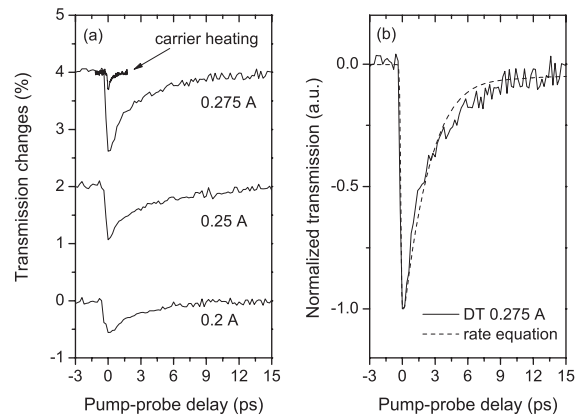 (a)
carrier heating
0.275 A
0.25 A
0.2 A
5
4
3
2
1
0
-1
-3 0 3 6 9 12 15
Transmission changes (%)
Pump-probe delay (ps)
(b)
0.0
-0.5
-1.0
DT 0.275 A
rate equation
-3 0 3 6 9 12 15
Normalized transmission (a.u.)
Pump-probe delay (ps)